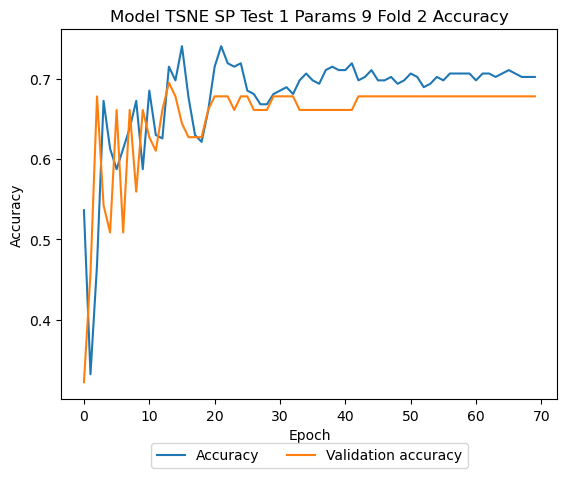 Model TSNE SP Test 1 Params 9 Fold 2 Accuracy
0.7
0.6
0.5
0.4
Accuracy
0 10 20 30 40 50 60 70
Epoch
Accuracy Validation accuracy